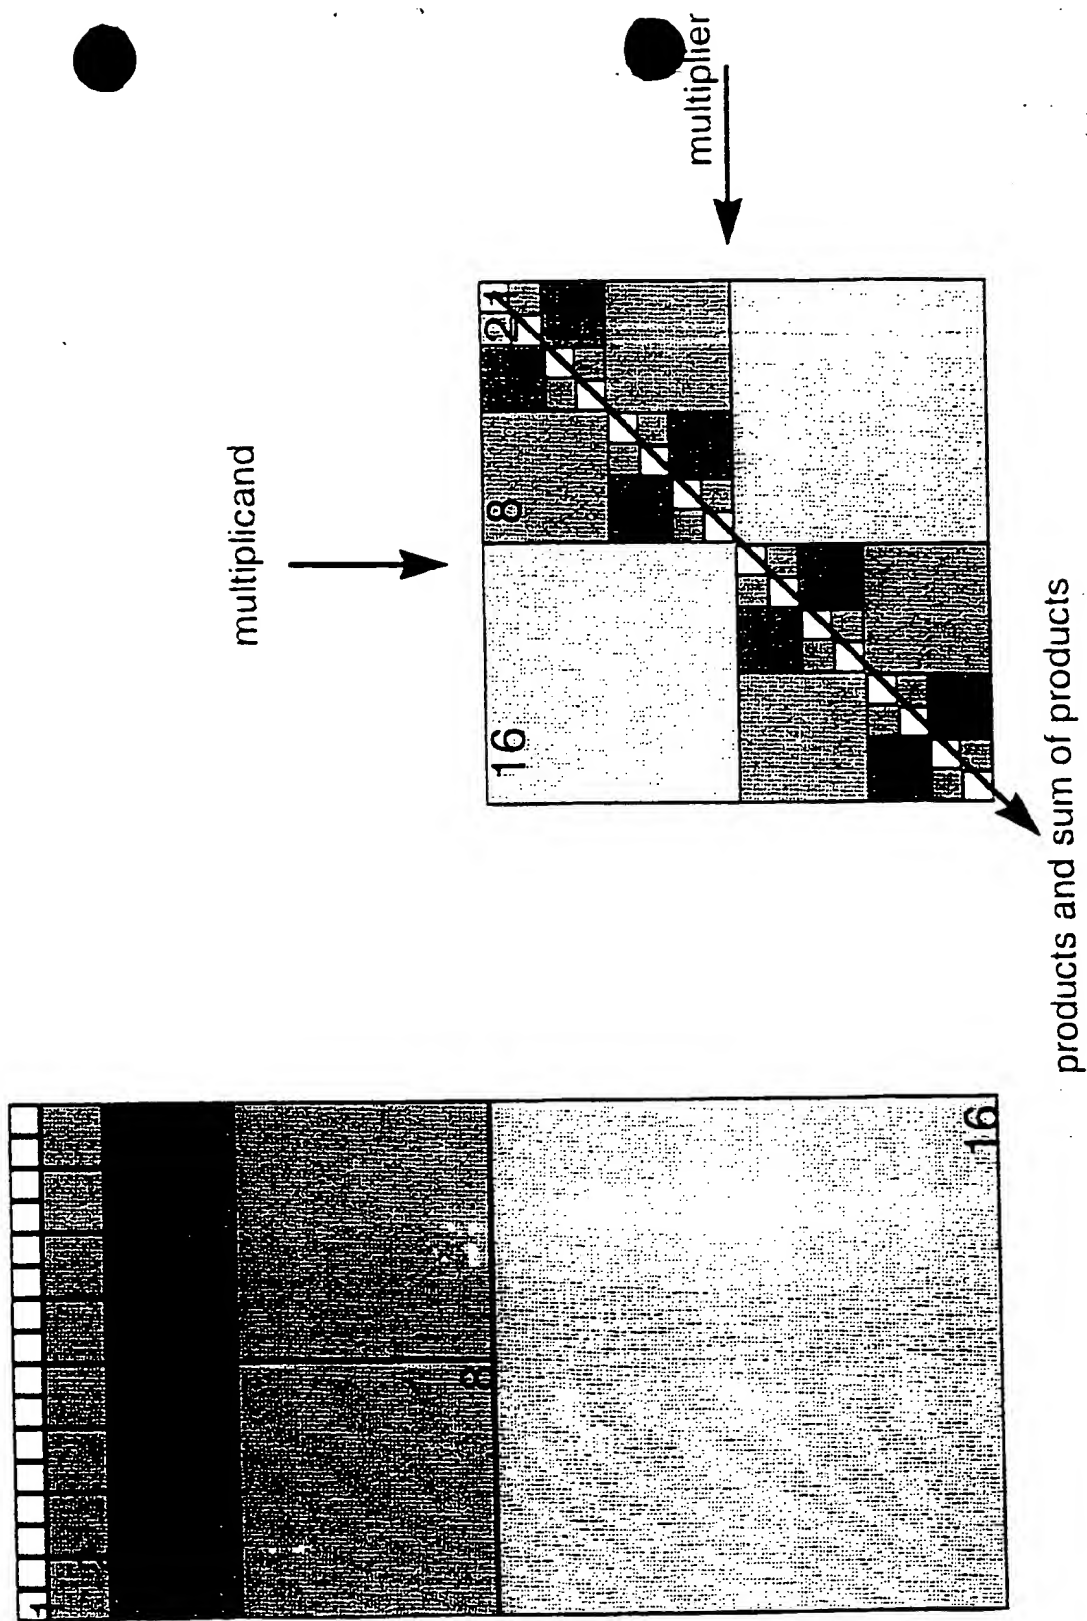 multiplier
multiplicand
1
2
8
16
products and sum of products
1
8
16